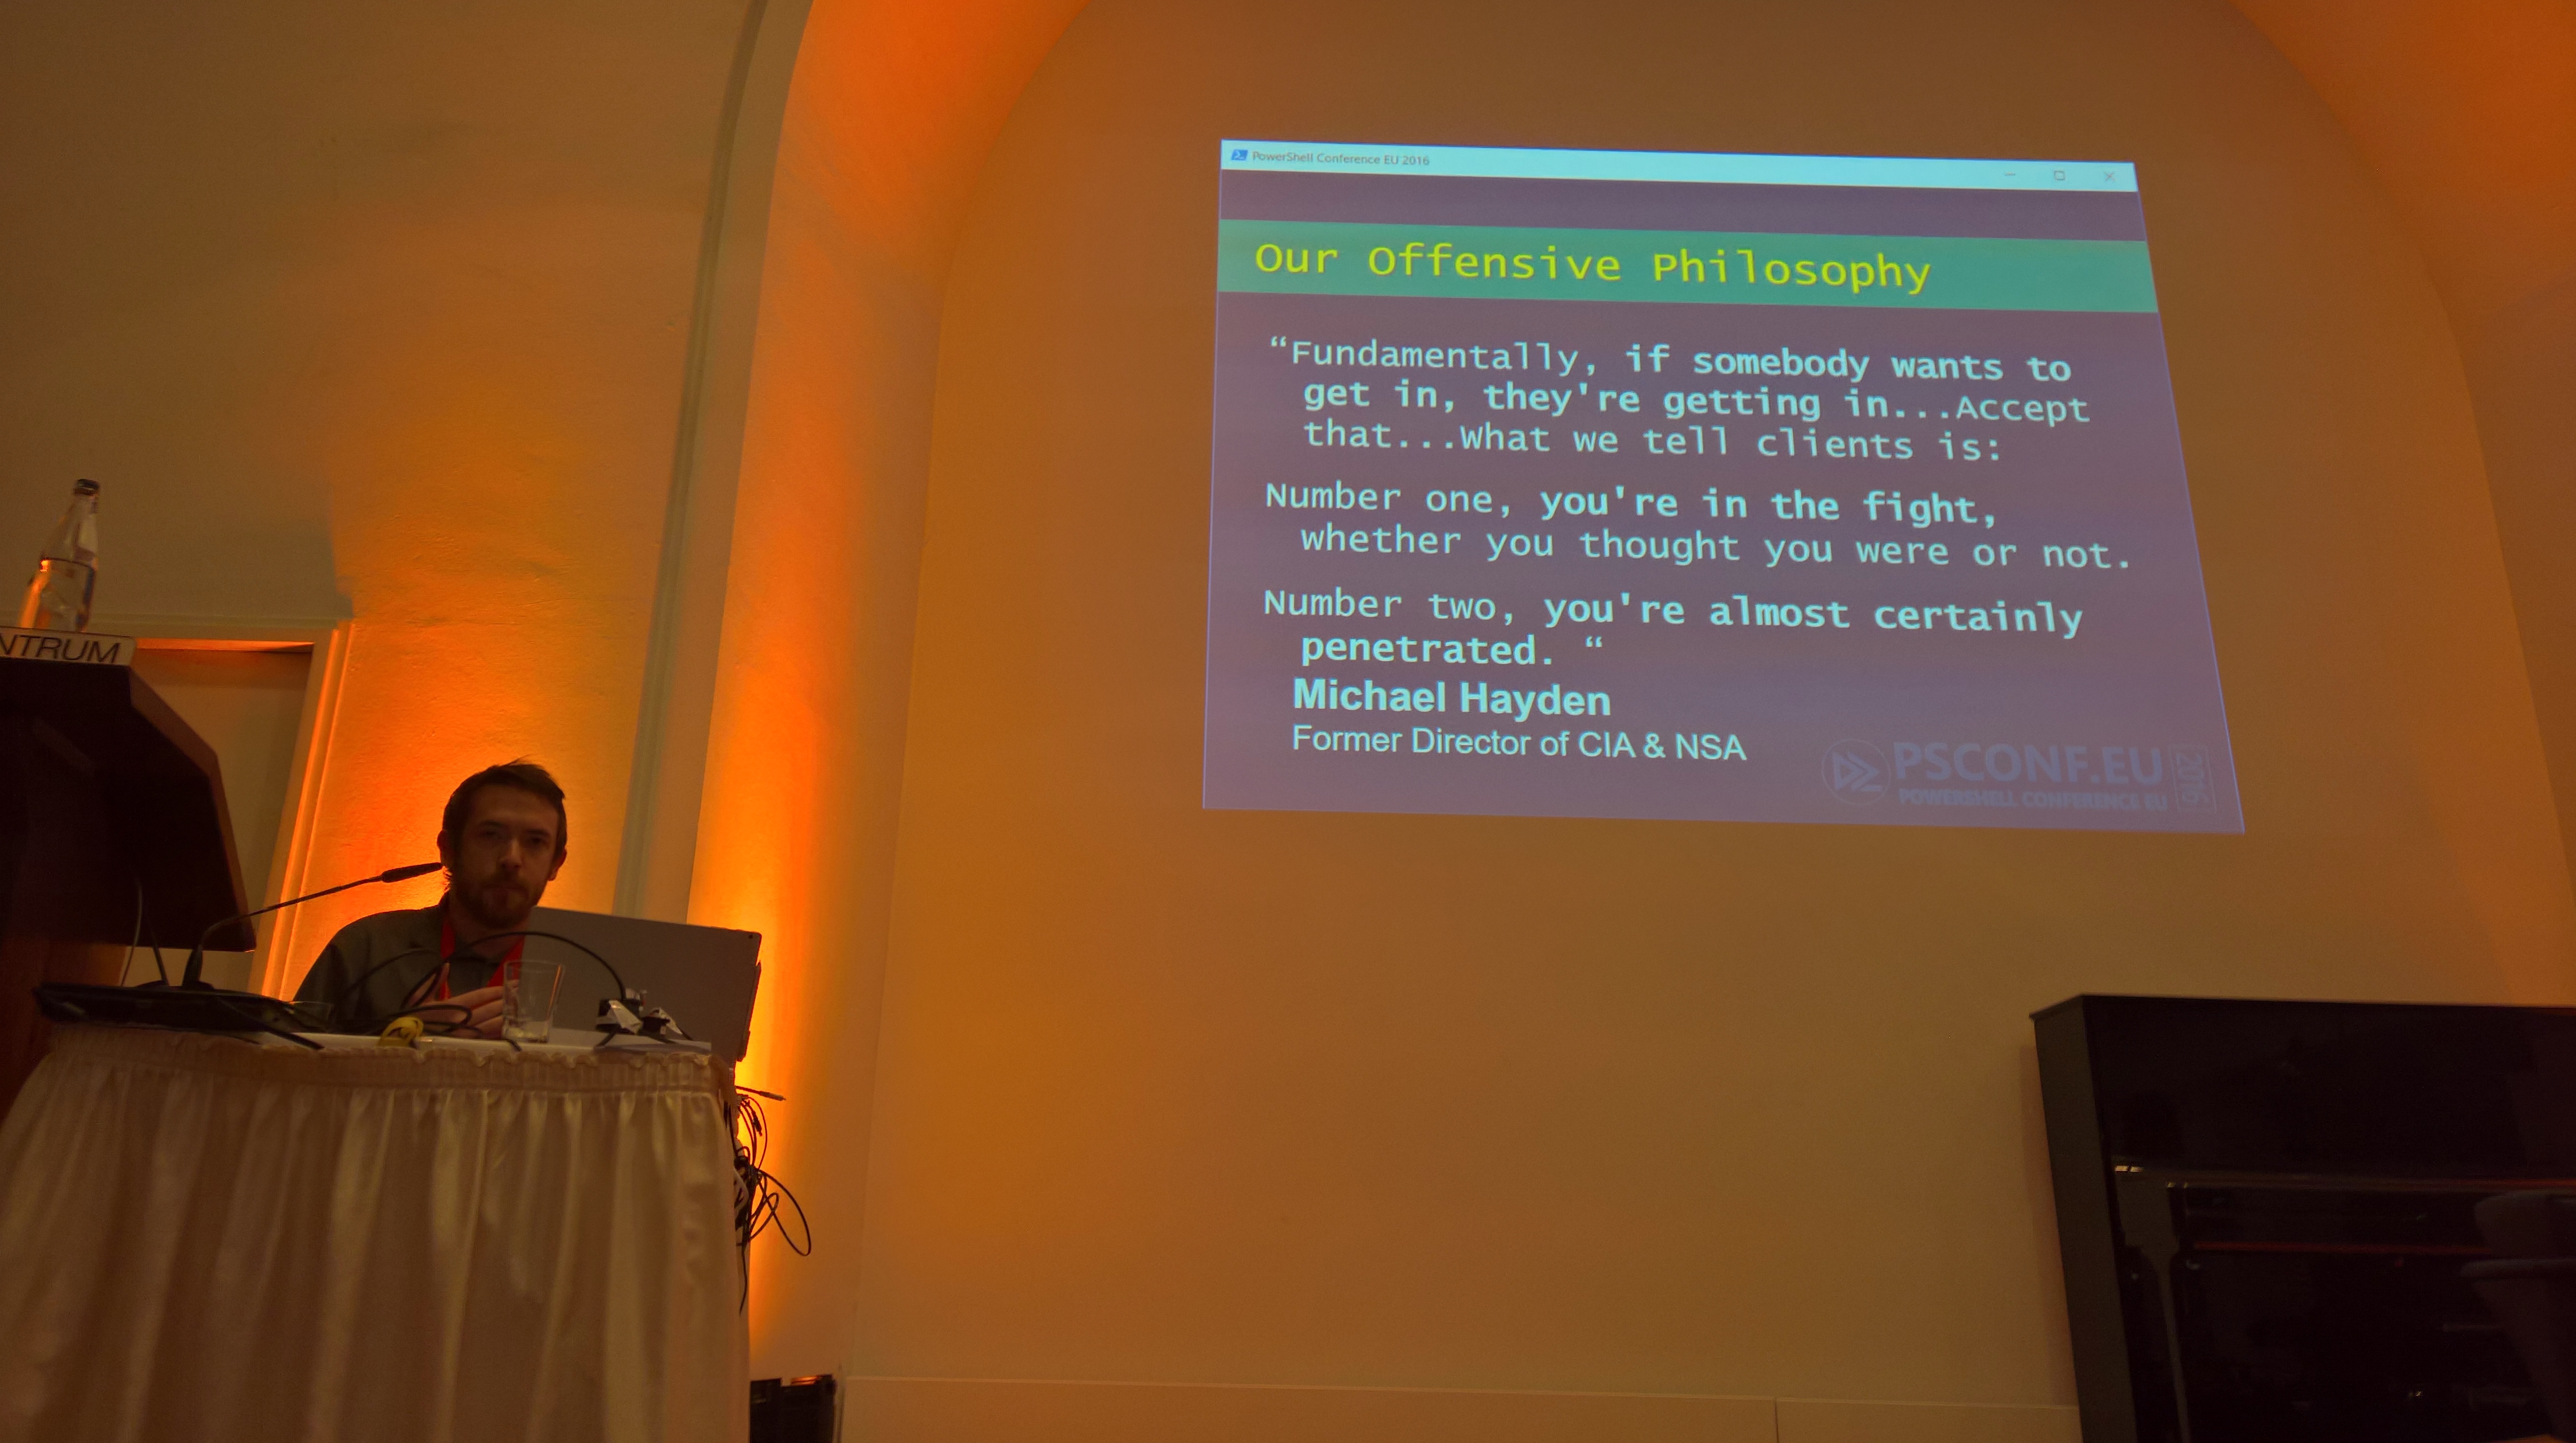 PowerShell Conference EU 2016
Our Offensive Philosophy
“Fundamentally, if somebody wants to
get in, they're getting in...Accept
that...What we tell clients is:
Number one, you're in the fight,
whether you thought you were or not.
Number two, you're almost certainly
penetrated. “
Michael Hayden
Former Director of CIA & NSA
PSCONF.EU
2016
POWERSHELL CONFERENCE EU
NTRUM